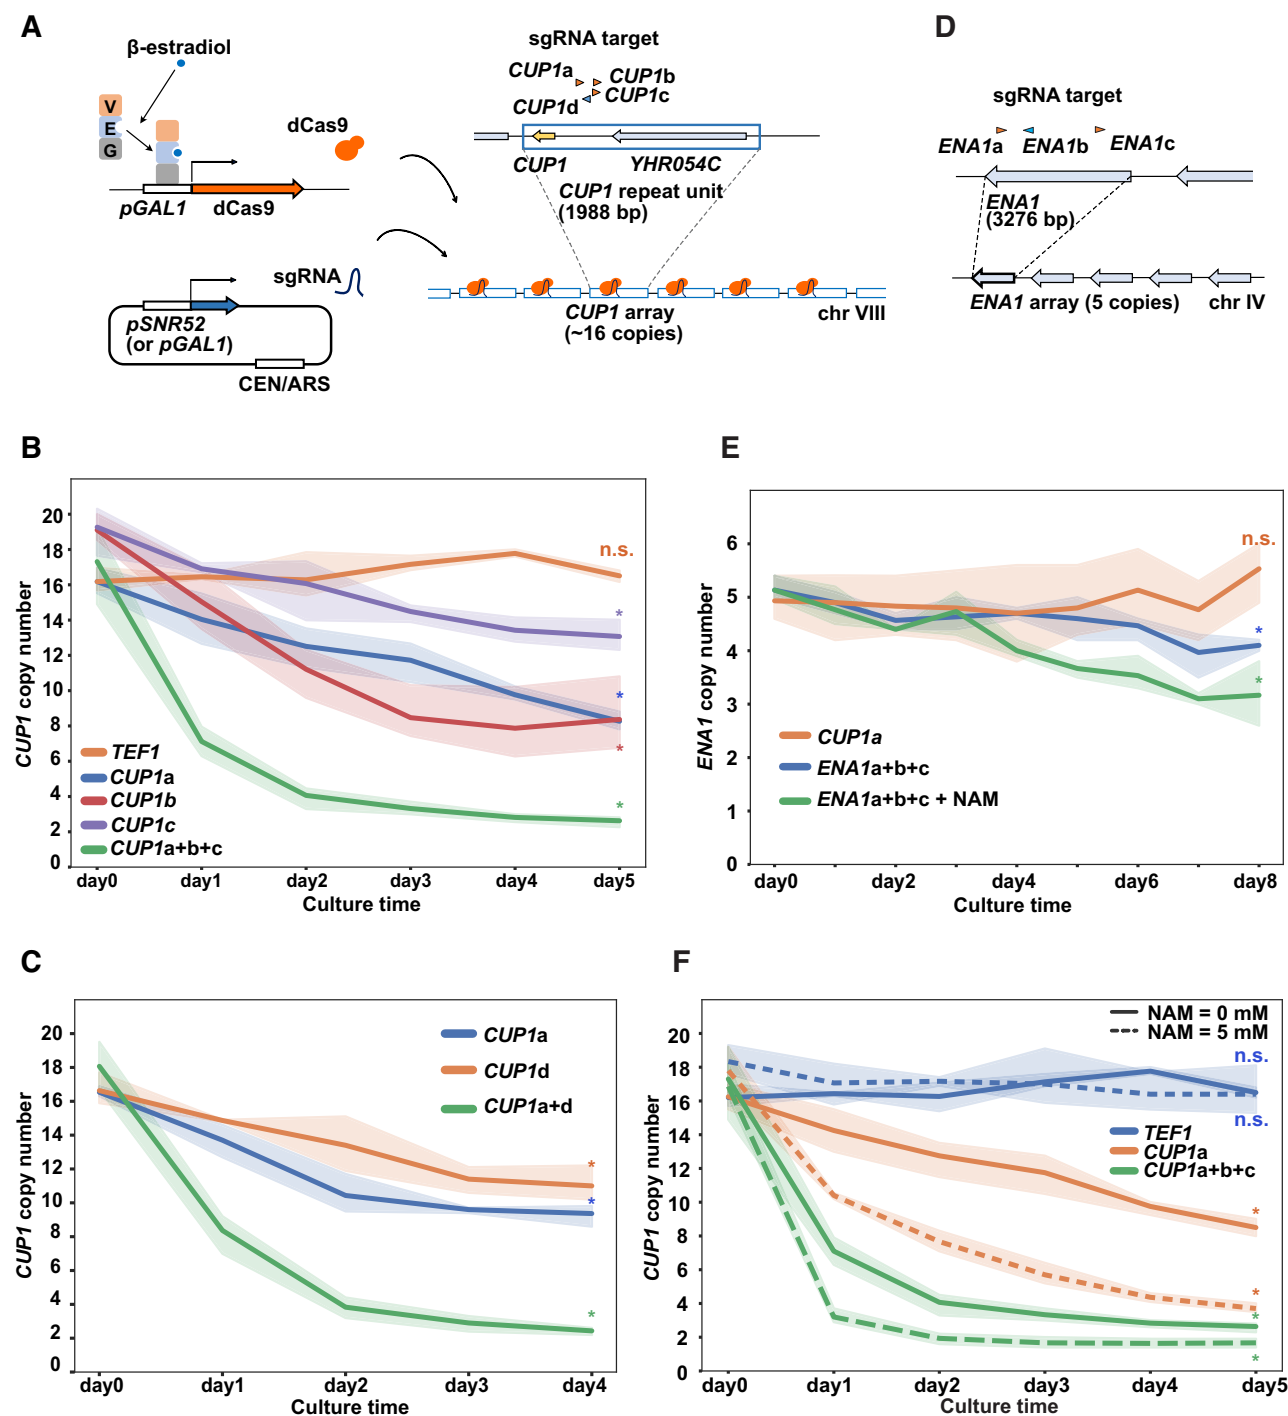 A
β-estradiol
V
E
G
dCas9
pGAL1
dCas9
sgRNA
pSNR52
(or pGAL1)
CEN/ARS
sgRNA target
CUP1a
CUP1b
CUP1c
CUP1d
CUP1
YHR054C
CUP1 repeat unit
(1988 bp)
CUP1 array
(~16 copies)
chr VIII
D
sgRNA target
ENA1a
ENA1b
ENA1c
ENA1
(3276 bp)
ENA1 array (5 copies)
chr IV
B
CUP1 copy number
20
18
16
14
12
10
8
6
4
2
0
n.s.
*
*
*
*
TEF1
CUP1a
CUP1b
CUP1c
CUP1a+b+c
day0
day1
day2
day3
day4
day5
Culture time
E
ENA1 copy number
6
5
4
3
2
1
0
n.s.
*
*
CUP1a
ENA1a+b+c
ENA1a+b+c + NAM
day0
day2
day4
day6
day8
Culture time
C
CUP1 copy number
20
18
16
14
12
10
8
6
4
2
0
CUP1a
CUP1d
CUP1a+d
*
*
*
day0
day1
day2
day3
day4
Culture time
F
CUP1 copy number
20
18
16
14
12
10
8
6
4
2
0
NAM = 0 mM
NAM = 5 mM
n.s.
n.s.
TEF1
CUP1a
CUP1a+b+c
*
*
*
*
day0
day1
day2
day3
day4
day5
Culture time